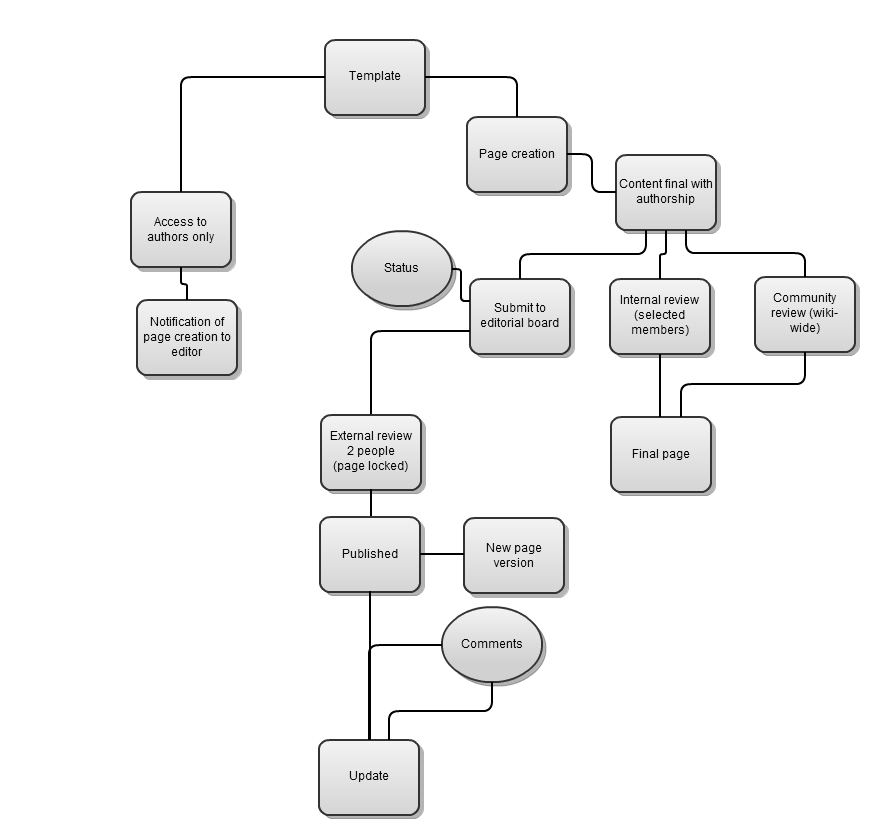 Template
Page creation
Content final with
authorship
Access to
authors only
Status
Submit to
editorial board
Internal review
(selected
members)
Community
review (wiki-
wide)
Notification of
page creation to
editor
External review
2 people
(page locked)
Final page
Published
New page
version
Comments
Update